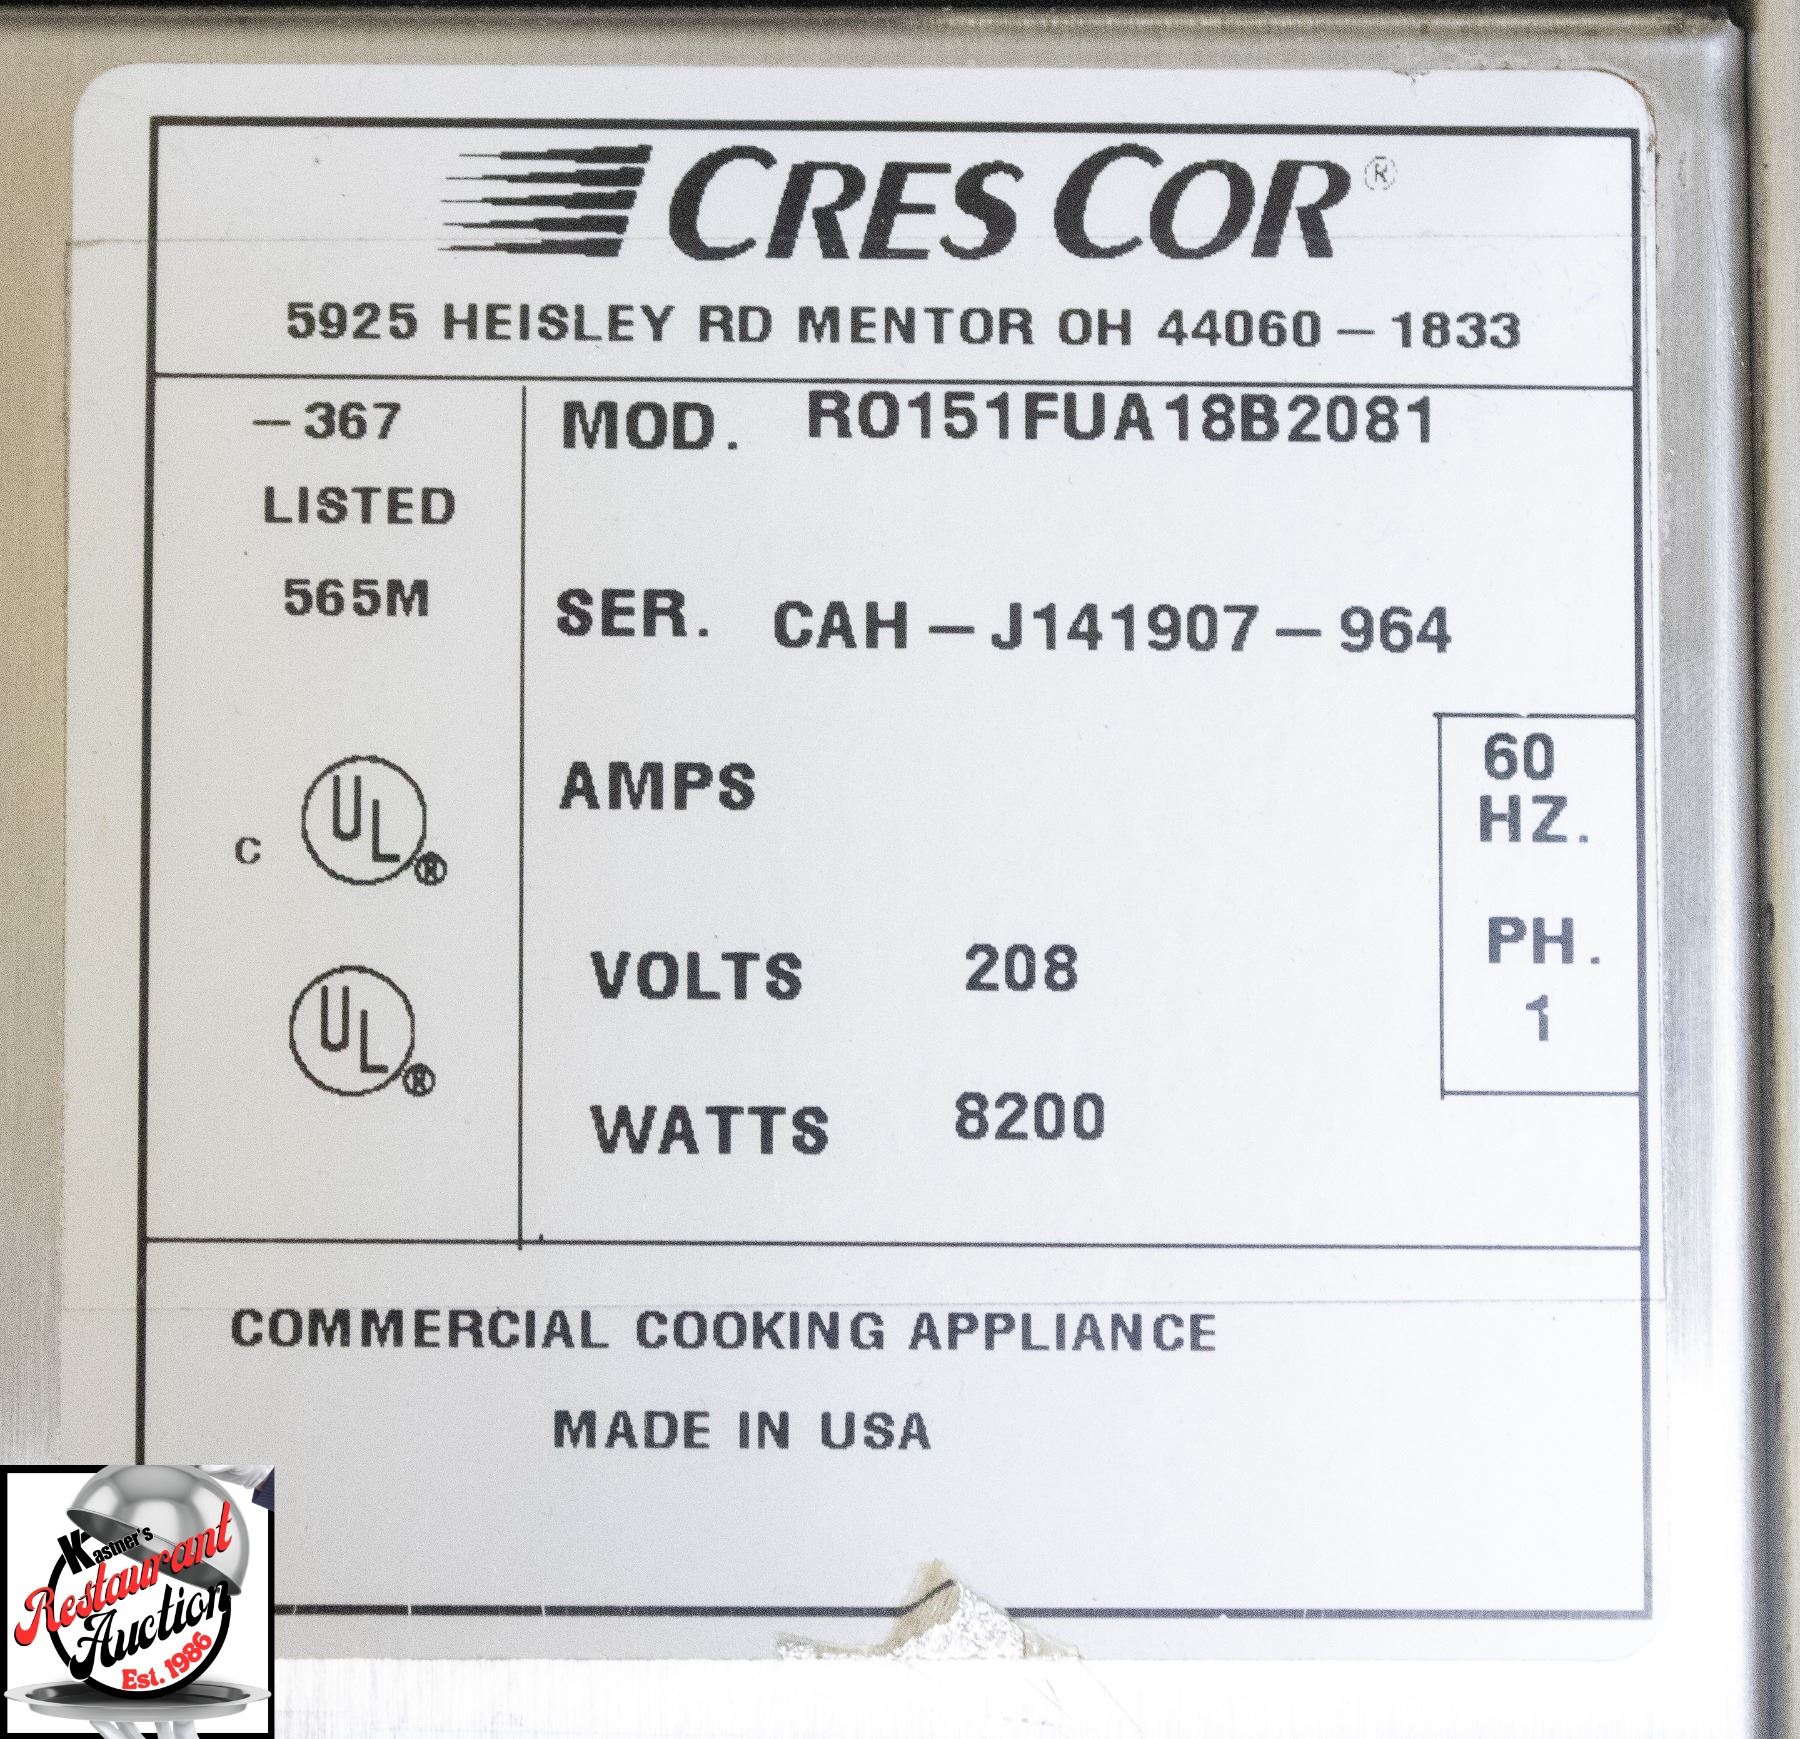 CRES COR®
5925 HEISLEY RD MENTOR OH 44060-1833
-367
LISTED
565M
C UL®
UL®
MOD. RO151FUA18B2081
SER. CAH-J141907-964
AMPS
VOLTS 208
WATTS 8200
60
HZ.
PH.
1
COMMERCIAL COOKING APPLIANCE
MADE IN USA
Kastner's
Restaurant
Auction
Est. 1986